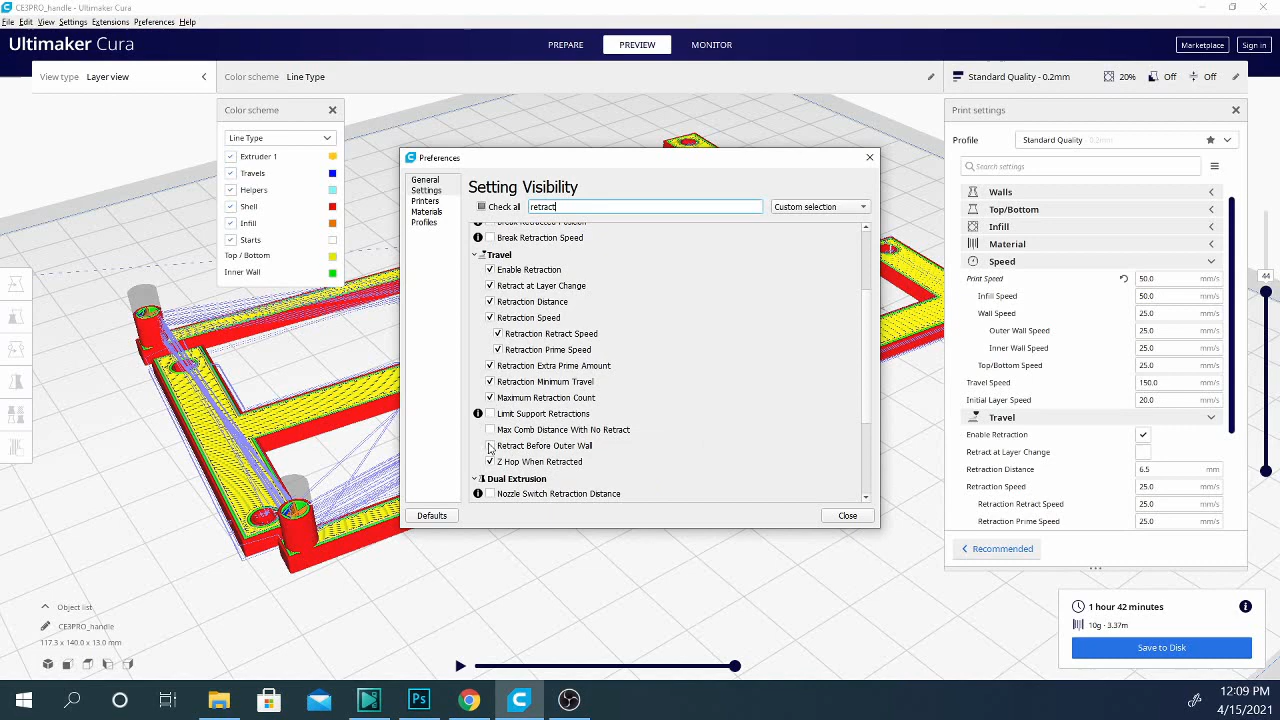 CE3PRO_handle - Ultimaker Cura
File Edit View Settings Extensions Preferences Help
Ultimaker Cura
PREPARE
PREVIEW
MONITOR
Marketplace
Sign in
View type Layer view
Color scheme Line Type
Standard Quality - 0.2mm
20%
Off
Off
Color scheme
Line Type
Extruder 1
Travels
Helpers
Shell
Infill
Starts
Top / Bottom
Inner Wall
Preferences
General
Settings
Printers
Materials
Profiles
Setting Visibility
Check all
retract
Custom selection
Break Retraction Speed
Travel
Enable Retraction
Retract at Layer Change
Retraction Distance
Retraction Speed
Retraction Retract Speed
Retraction Prime Speed
Retraction Extra Prime Amount
Retraction Minimum Travel
Maximum Retraction Count
Limit Support Retractions
Max Comb Distance With No Retract
Retract Before Outer Wall
Z Hop When Retracted
Dual Extrusion
Nozzle Switch Retraction Distance
Defaults
Close
Print settings
Profile
Standard Quality 0.2mm
Search settings
Walls
Top/Bottom
Infill
Material
Speed
Print Speed 50.0 mm/s
Infill Speed 50.0 mm/s
Wall Speed 25.0 mm/s
Outer Wall Speed 25.0 mm/s
Inner Wall Speed 25.0 mm/s
Top/Bottom Speed 25.0 mm/s
Travel Speed 150.0 mm/s
Initial Layer Speed 20.0 mm/s
Travel
Enable Retraction
Retract at Layer Change
Retraction Distance 6.5 mm
Retraction Speed 25.0 mm/s
Retraction Retract Speed 25.0 mm/s
Retraction Prime Speed 25.0 mm/s
Recommended
44
Object list
CE3PRO_handle
117.3 x 140.0 x 13.0 mm
1 hour 42 minutes
10g · 3.37m
Save to Disk
Ps
12:09 PM
4/15/2021